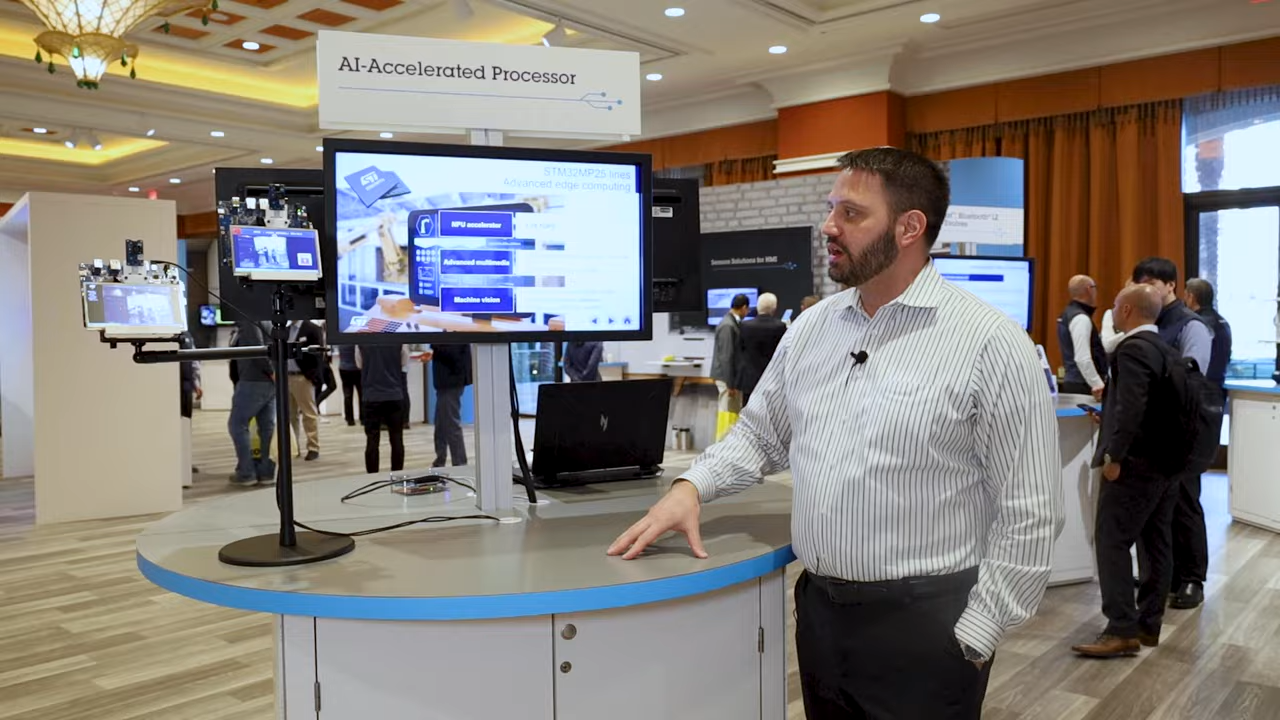 AI-Accelerated Processor
STM32MP25 lines
Advanced edge computing
NPU accelerator
Advanced multimedia
Machine vision
Sensor Solutions for HMI